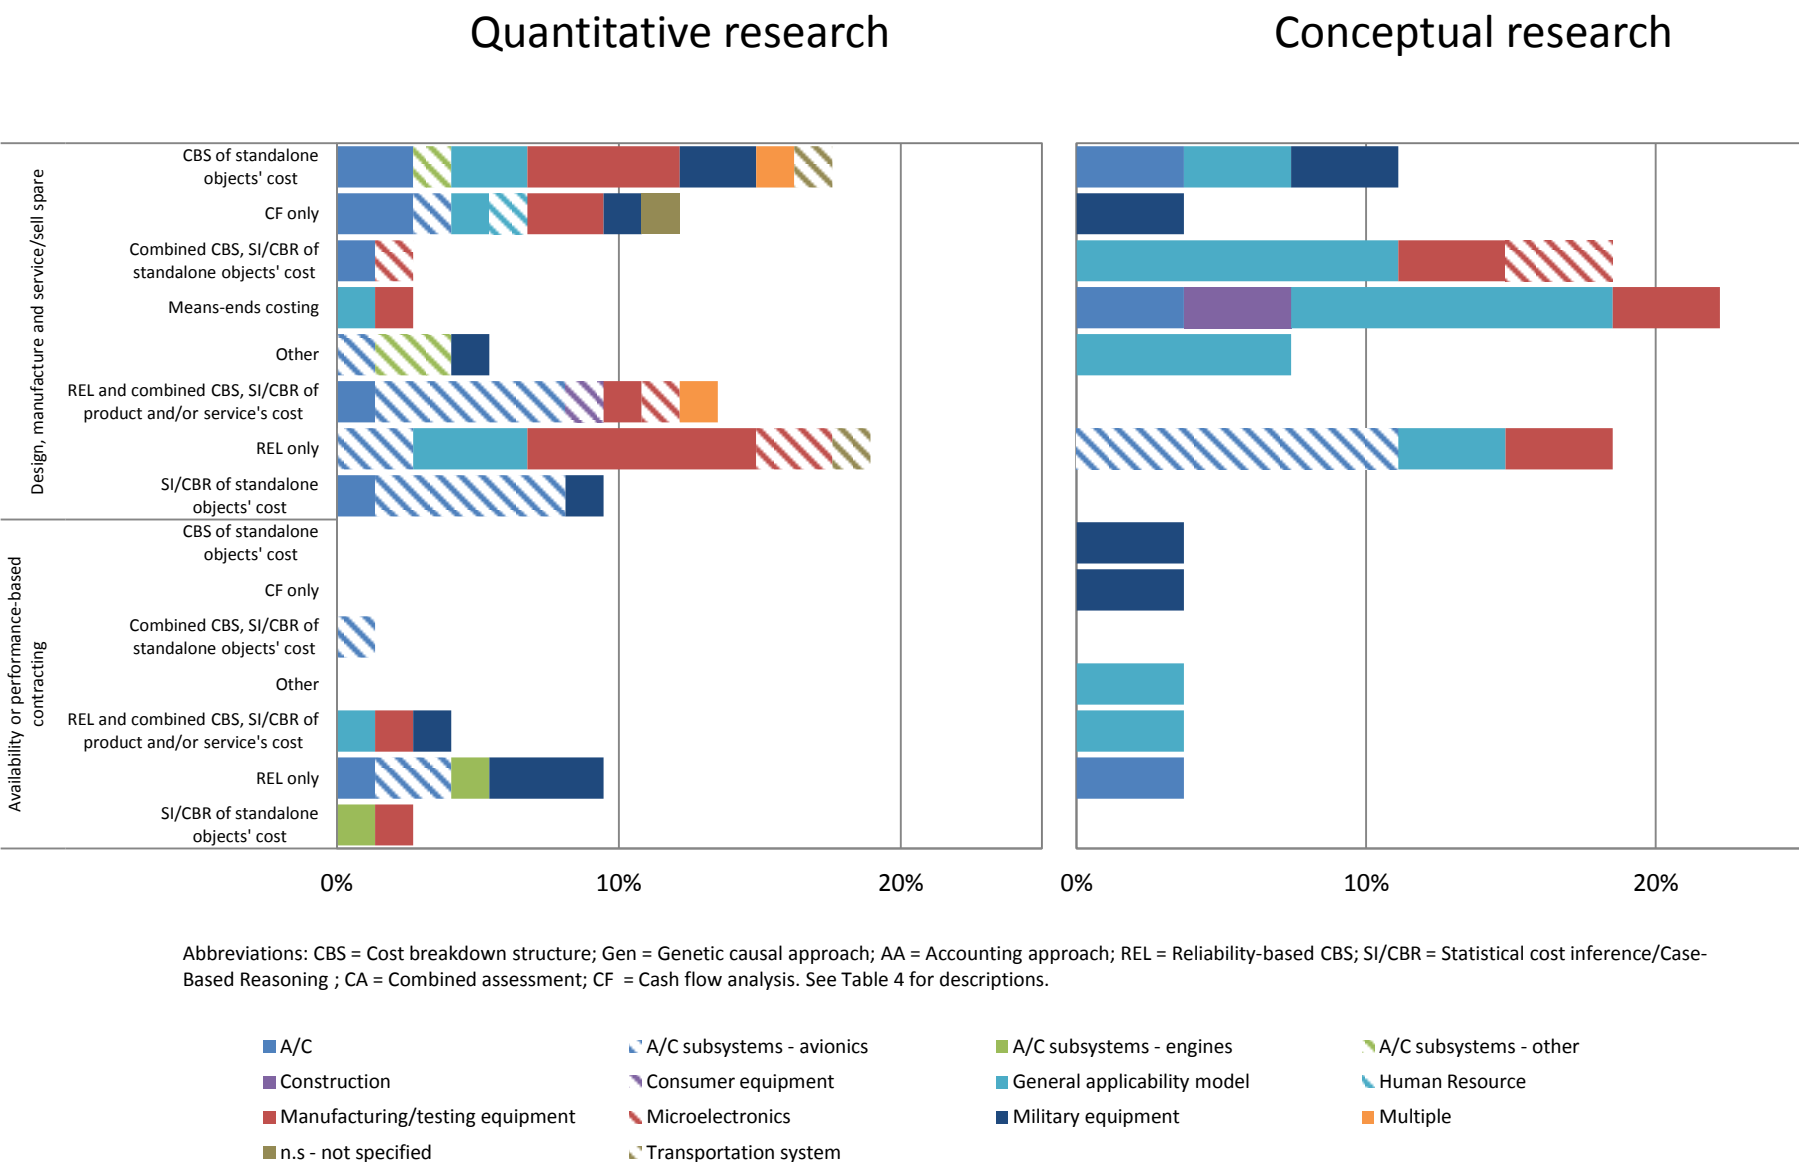 Quantitative research
Conceptual research
Design, manufacture and service/sell spare
CBS of standalone
objects' cost
CF only
Combined CBS, SI/CBR of
standalone objects' cost
Means-ends costing
Other
REL and combined CBS, SI/CBR of
product and/or service's cost
REL only
SI/CBR of standalone
objects' cost
Availability or performance-based
contracting
CBS of standalone
objects' cost
CF only
Combined CBS, SI/CBR of
standalone objects' cost
Other
REL and combined CBS, SI/CBR of
product and/or service's cost
REL only
SI/CBR of standalone
objects' cost
0% 10% 20%
0% 10% 20%
Abbreviations: CBS = Cost breakdown structure; Gen = Genetic causal approach; AA = Accounting approach; REL = Reliability-based CBS; SI/CBR = Statistical cost inference/Case-
Based Reasoning ; CA = Combined assessment; CF = Cash flow analysis. See Table 4 for descriptions.
A/C A/C subsystems - avionics A/C subsystems - engines A/C subsystems - other
Construction Consumer equipment General applicability model Human Resource
Manufacturing/testing equipment Microelectronics Military equipment Multiple
n.s - not specified Transportation system